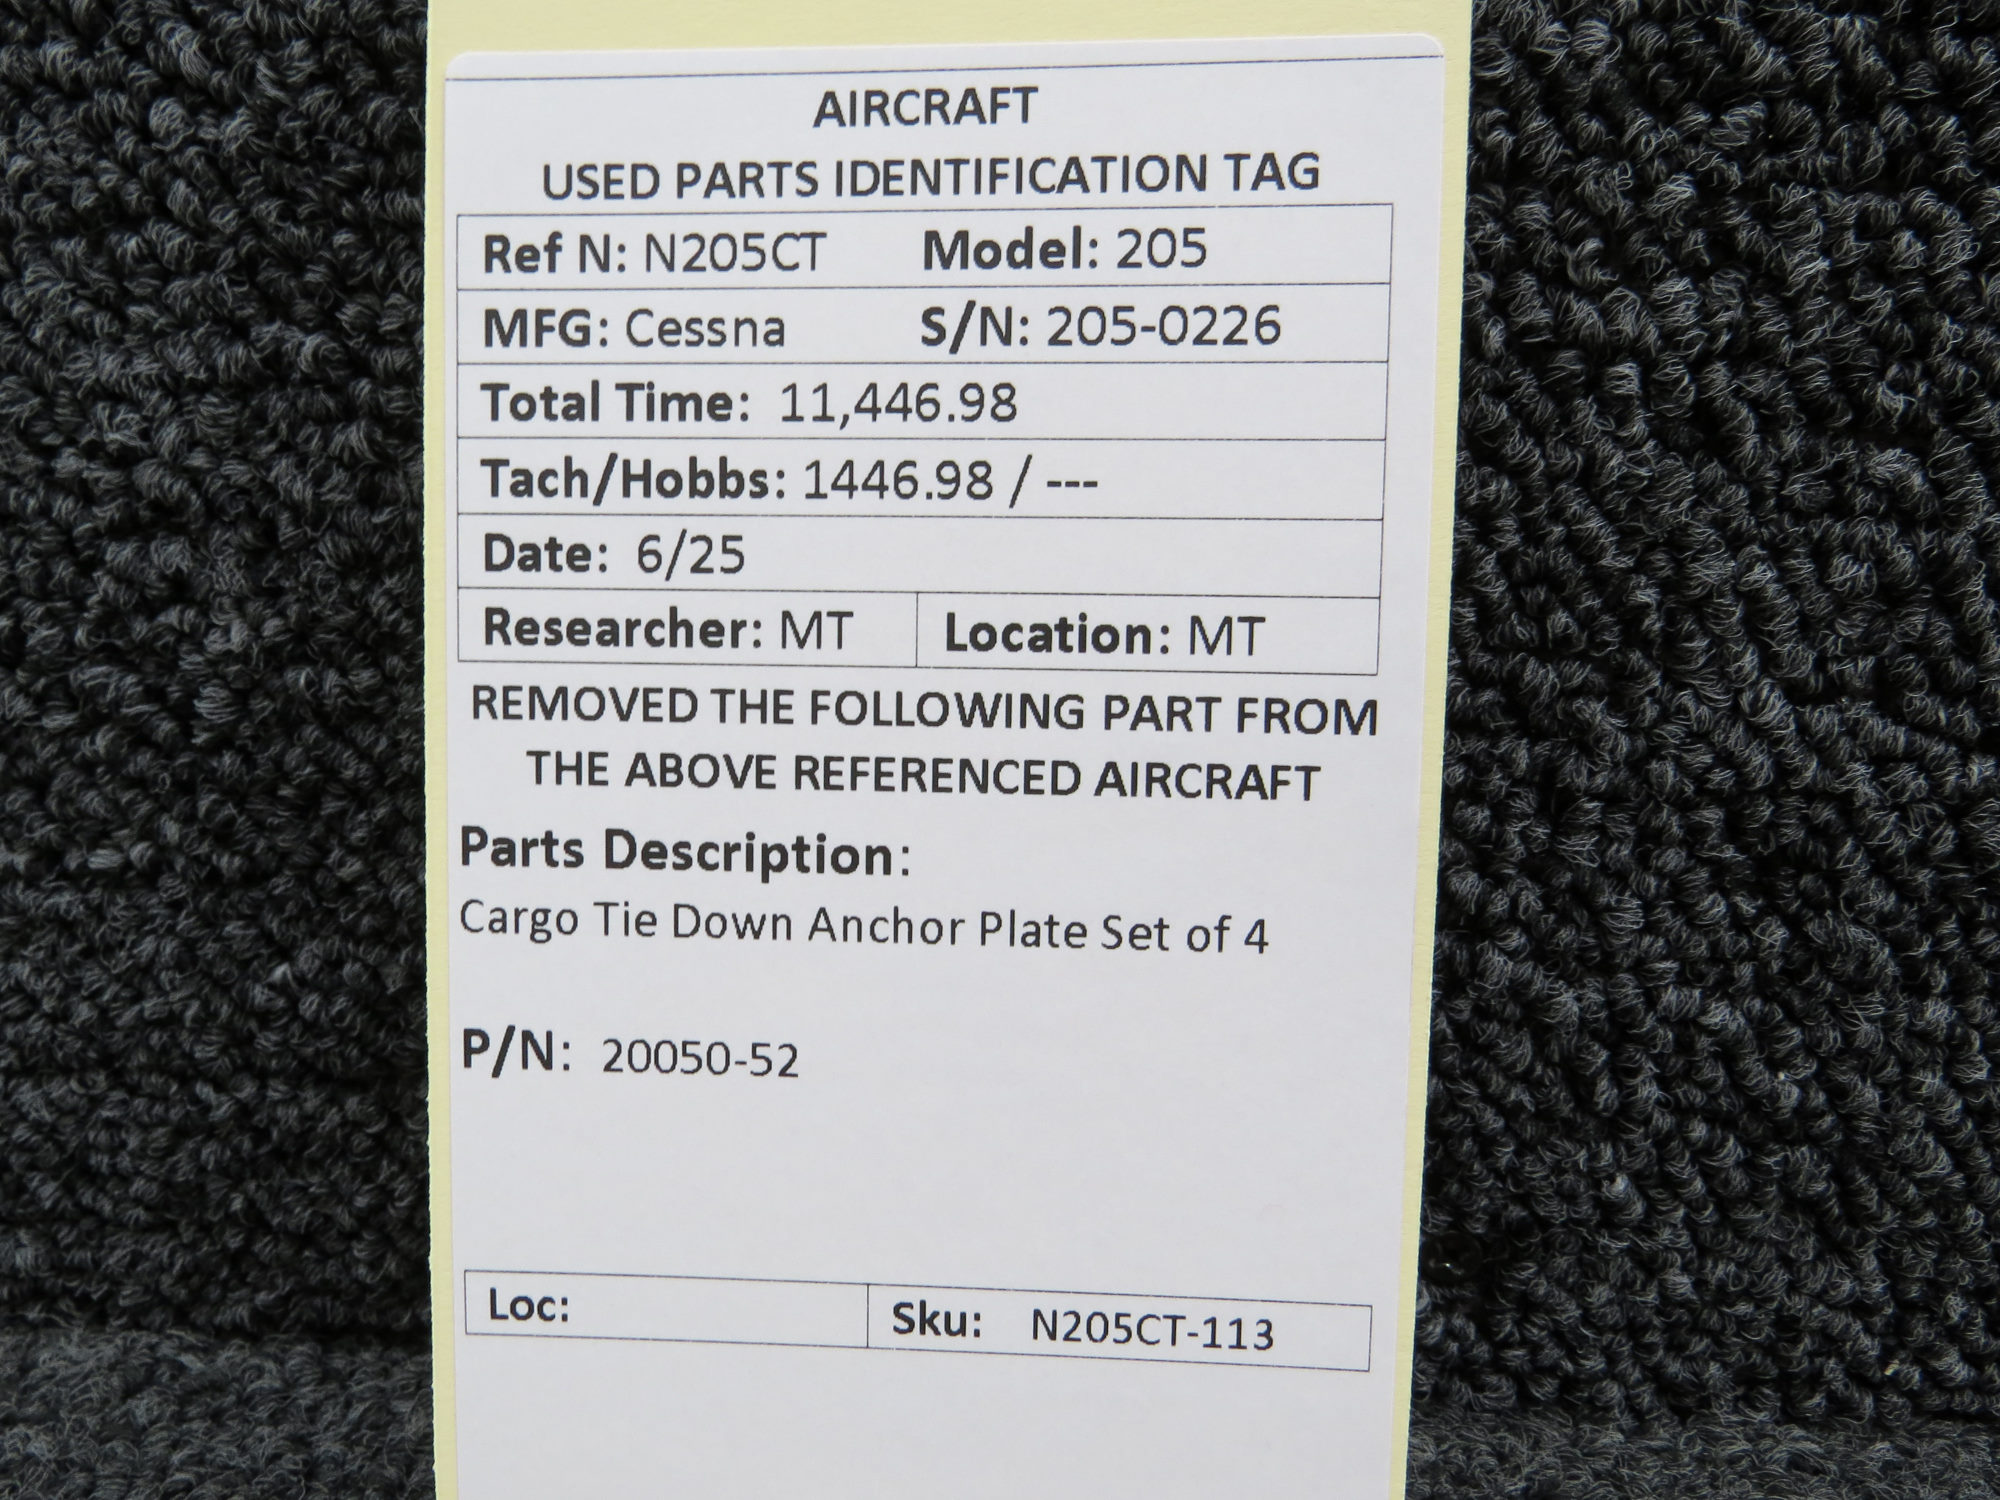 AIRCRAFT
USED PARTS IDENTIFICATION TAG
Ref N: N205CT Model: 205
MFG: Cessna S/N: 205-0226
Total Time: 11,446.98
Tach/Hobbs: 1446.98 / ---
Date: 6/25
Researcher: MT Location: MT
REMOVED THE FOLLOWING PART FROM
THE ABOVE REFERENCED AIRCRAFT
Parts Description:
Cargo Tie Down Anchor Plate Set of 4
P/N: 20050-52
Loc: Sku: N205CT-113